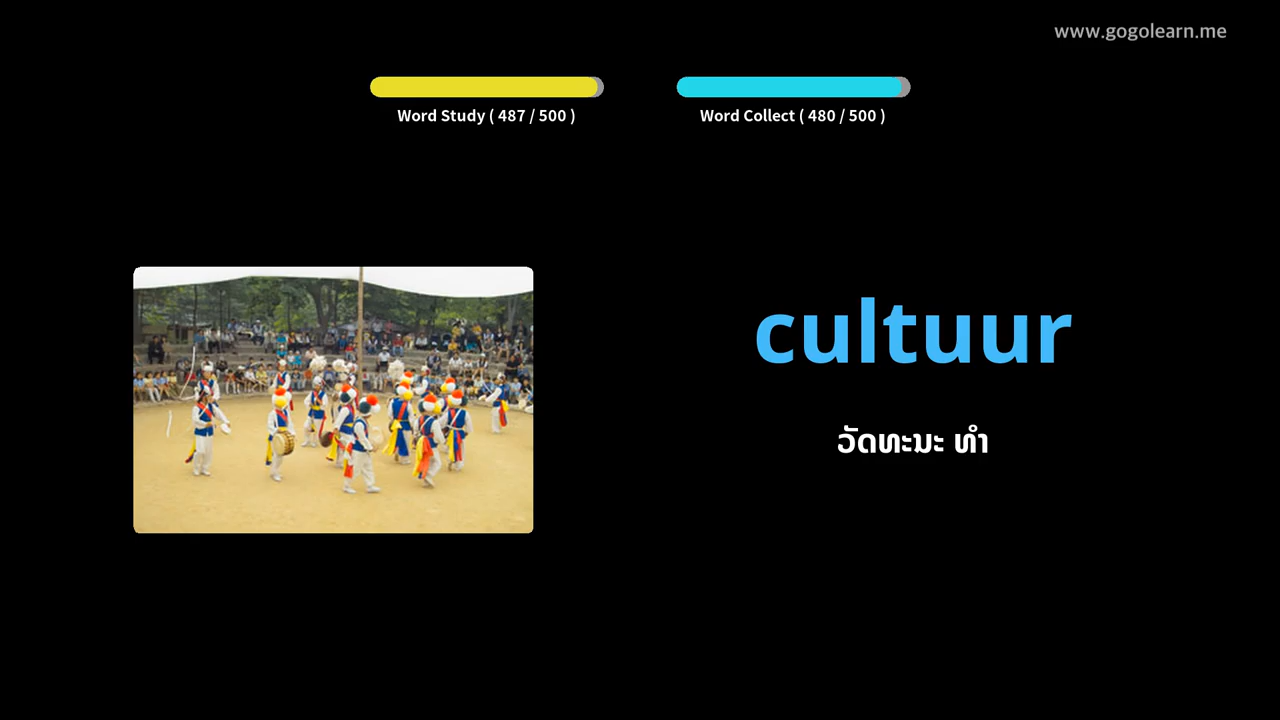 www.gogolearn.me
Word Study ( 487 / 500 )
Word Collect ( 480 / 500 )
cultuur
ວັດທະນະ ທຳ